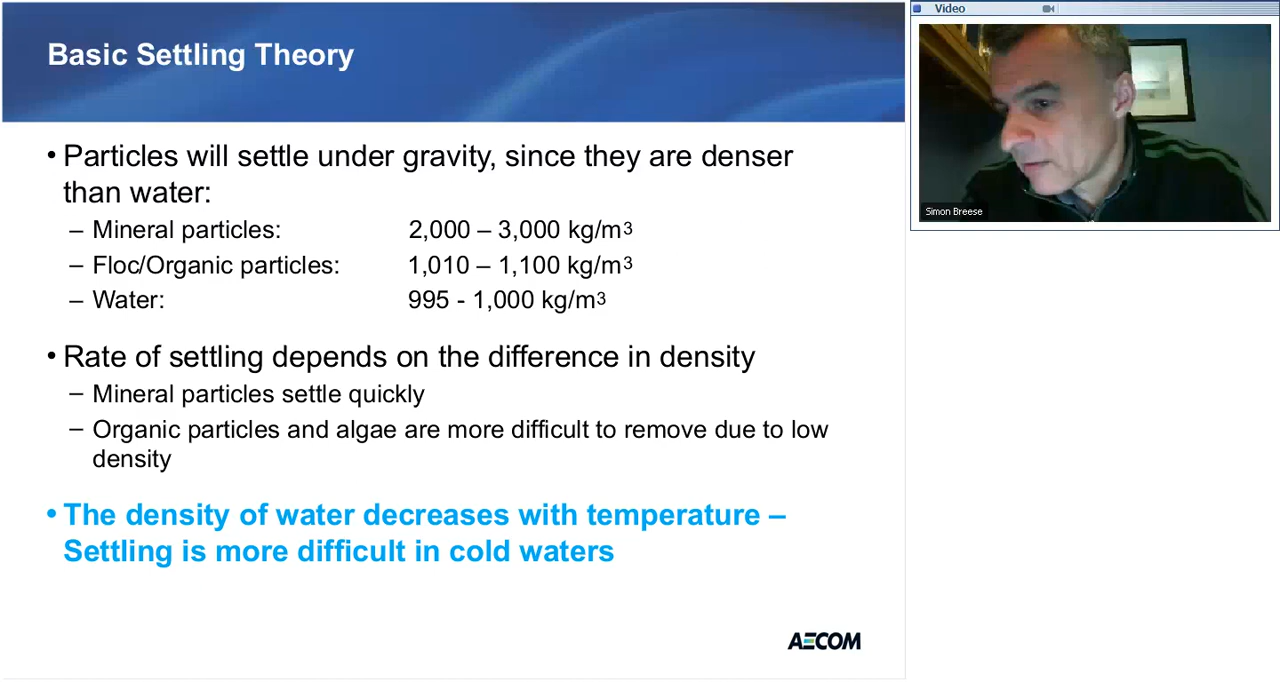 Basic Settling Theory
Video
Simon Breese
• Particles will settle under gravity, since they are denser
than water:
– Mineral particles: 2,000 – 3,000 kg/m3
– Floc/Organic particles: 1,010 – 1,100 kg/m3
– Water: 995 - 1,000 kg/m3
• Rate of settling depends on the difference in density
– Mineral particles settle quickly
– Organic particles and algae are more difficult to remove due to low
density
• The density of water decreases with temperature –
Settling is more difficult in cold waters
AECOM